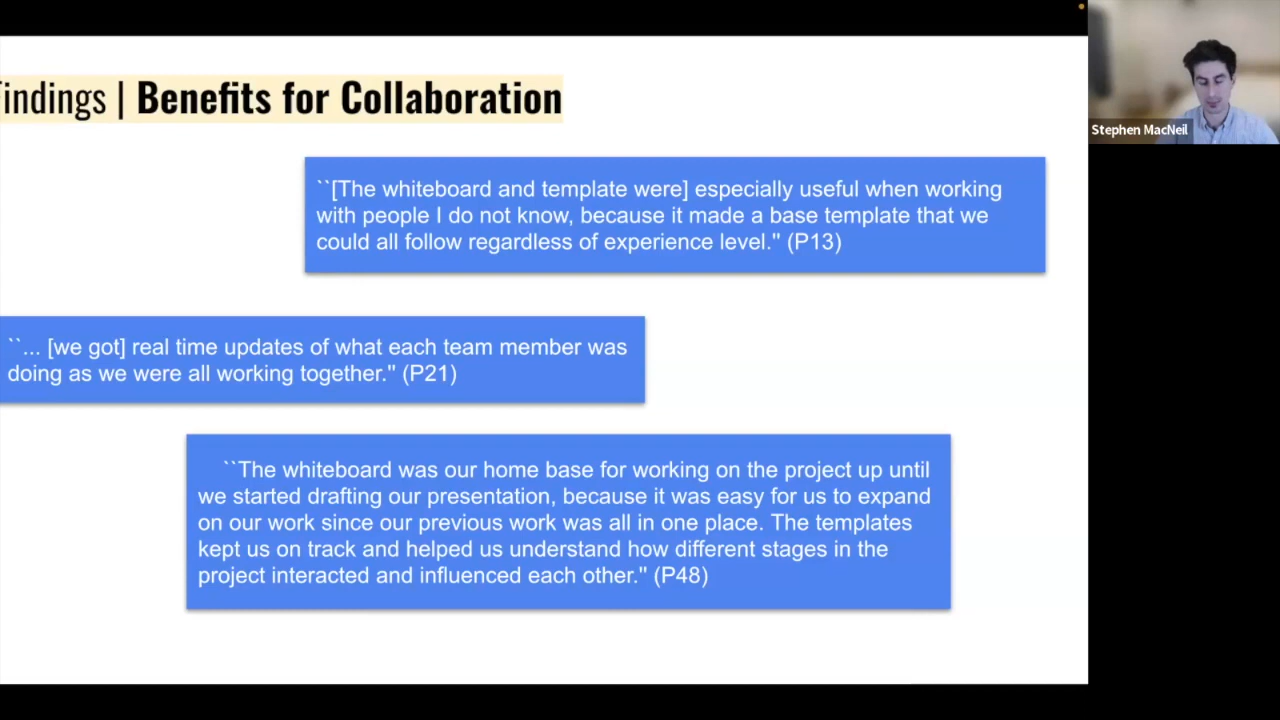 indings | Benefits for Collaboration
Stephen MacNeil
``[The whiteboard and template were] especially useful when working
with people I do not know, because it made a base template that we
could all follow regardless of experience level.'' (P13)
``... [we got] real time updates of what each team member was
doing as we were all working together.'' (P21)
``The whiteboard was our home base for working on the project up until
we started drafting our presentation, because it was easy for us to expand
on our work since our previous work was all in one place. The templates
kept us on track and helped us understand how different stages in the
project interacted and influenced each other.'' (P48)